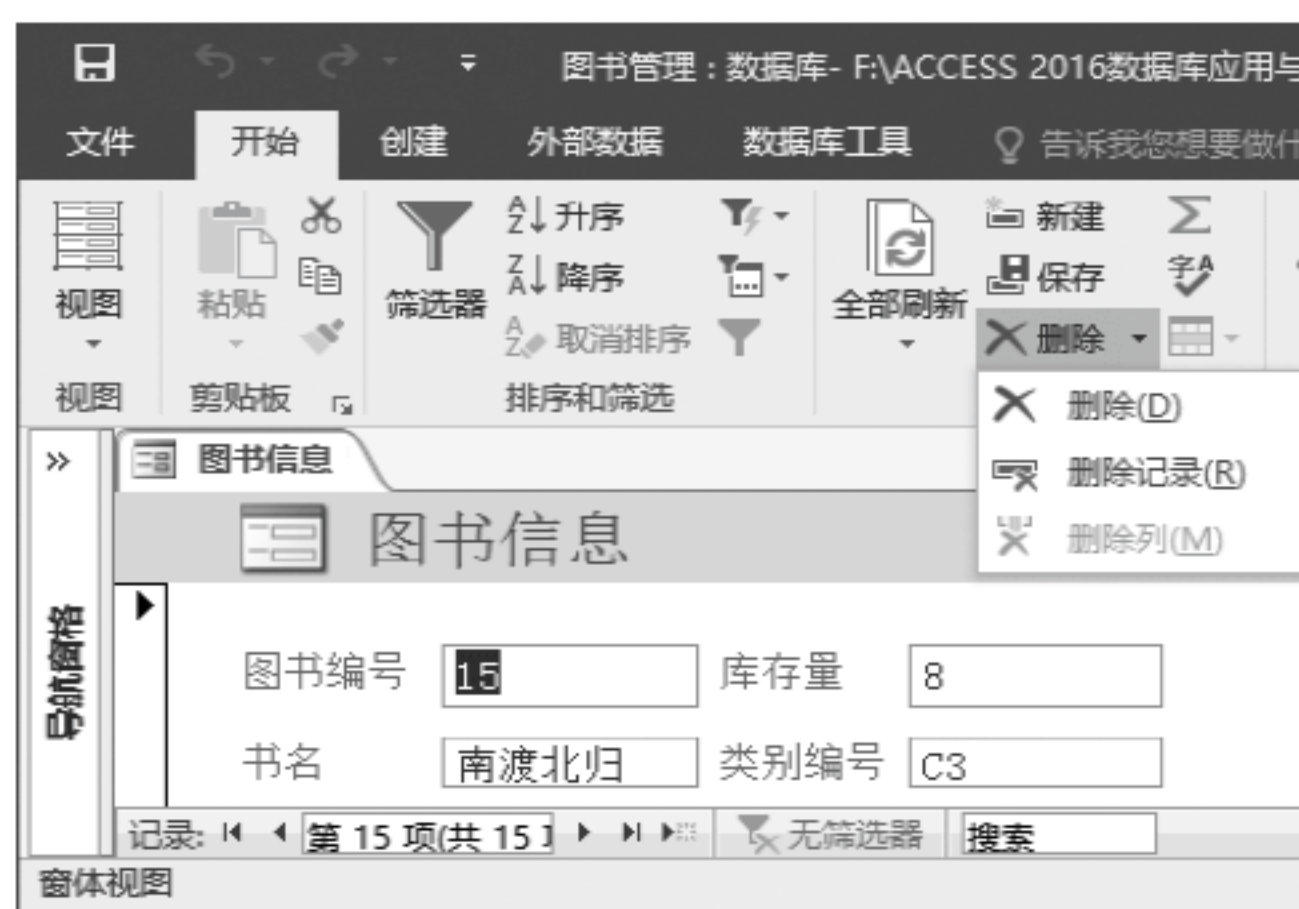 图书管理：数据库- F:\ACCESS 2016数据库应用与
文件 开始 创建 外部数据 数据库工具 告诉我您想要做什
视图 粘贴 筛选器 升序 降序 取消排序 全部刷新 新建 保存 删除
视图 剪贴板 排序和筛选
删除(D)
删除记录(R)
删除列(M)
图书信息
图书信息
导航窗格
图书编号 15 库存量 8
书名 南渡北归 类别编号 C3
记录: 第 15 项(共 15 无筛选器 搜索
窗体视图